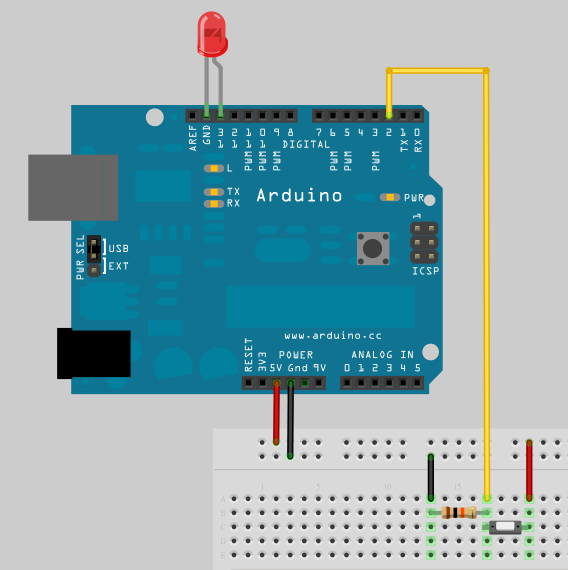 AREF
GND
13
12
11
10
9
8
7
6
5
4
3
2
1
0
PWM
PWM
PWM
PWM
PWM
PWM
TX
RX
DIGITAL
L
TX
RX
Arduino
PWR
1
ICSP
PWR SEL
USB
EXT
www.arduino.cc
POWER
ANALOG IN
RESET
3V3
5V Gnd 9V
0 1 2 3 4 5
1 5 10 15
A
B
C
D
E